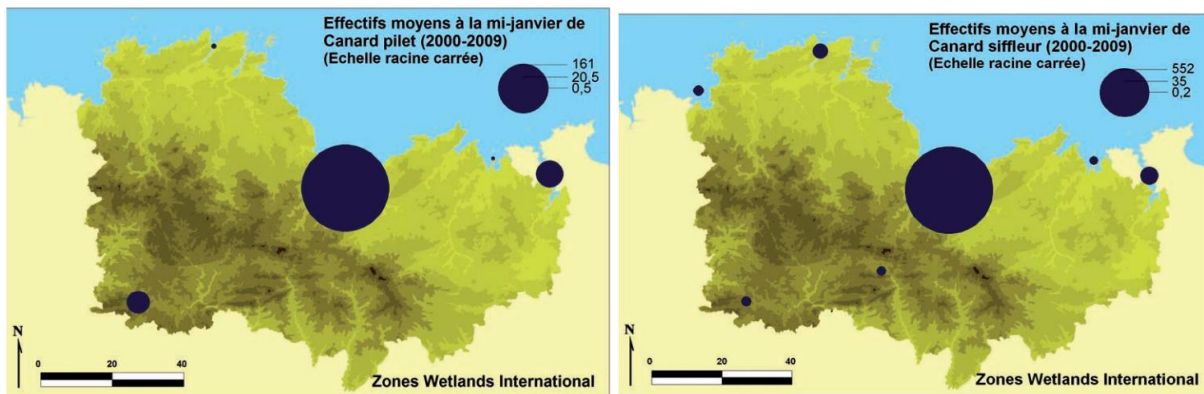 Effectifs moyens à la mi-janvier de
Canard pilet (2000-2009)
(Echelle racine carrée)
161
20,5
0,5
N
0 20 40
Zones Wetlands International
Effectifs moyens à la mi-janvier de
Canard siffleur (2000-2009)
(Echelle racine carrée)
552
35
0,2
N
0 20 40
Zones Wetlands International